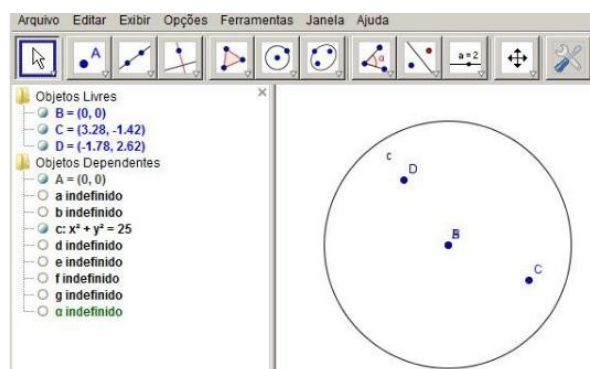 Arquivo Editar Exibir Opções Ferramentas Janela Ajuda
A
α
a = 2
Objetos Livres
B = (0, 0)
C = (3.28, -1.42)
D = (-1.78, 2.62)
Objetos Dependentes
A = (0, 0)
a indefinido
b indefinido
c: x² + y² = 25
d indefinido
e indefinido
f indefinido
g indefinido
α indefinido
c
D
C